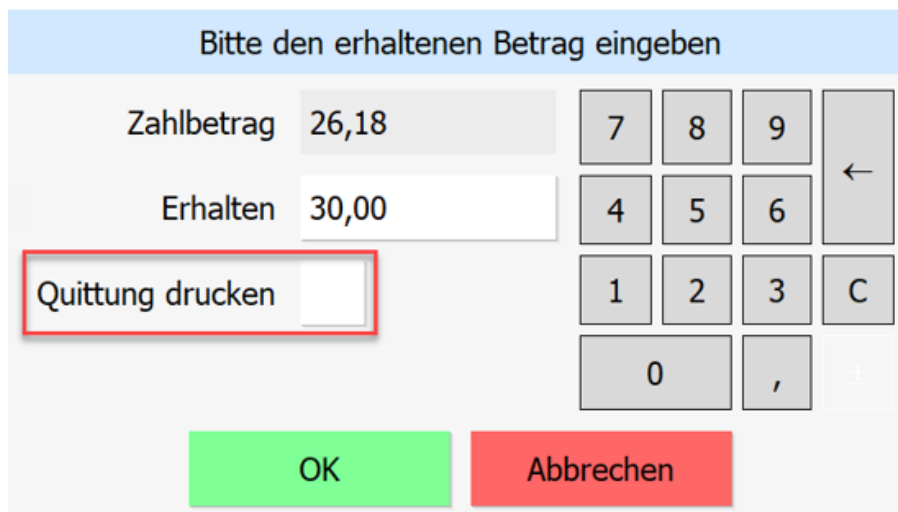 Bitte den erhaltenen Betrag eingeben
Zahlbetrag 26,18
Erhalten 30,00
Quittung drucken
7 8 9 ←
4 5 6
1 2 3 C
0 , ±
OK Abbrechen